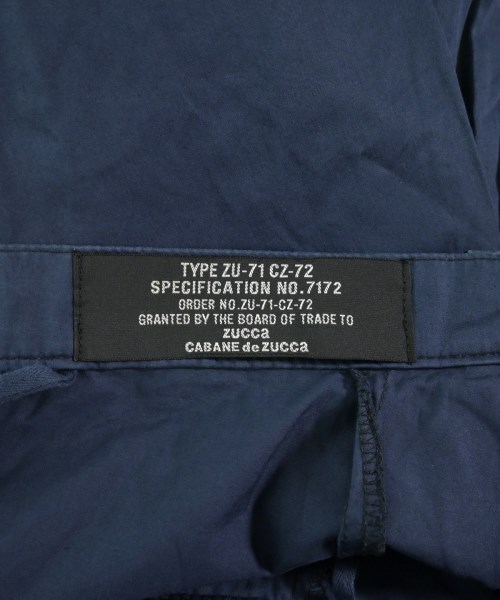 TYPE ZU-71 CZ-72
SPECIFICATION NO.7172
ORDER NO.ZU-71-CZ-72
GRANTED BY THE BOARD OF TRADE TO
ZUCCa
CABANE de ZUCCa